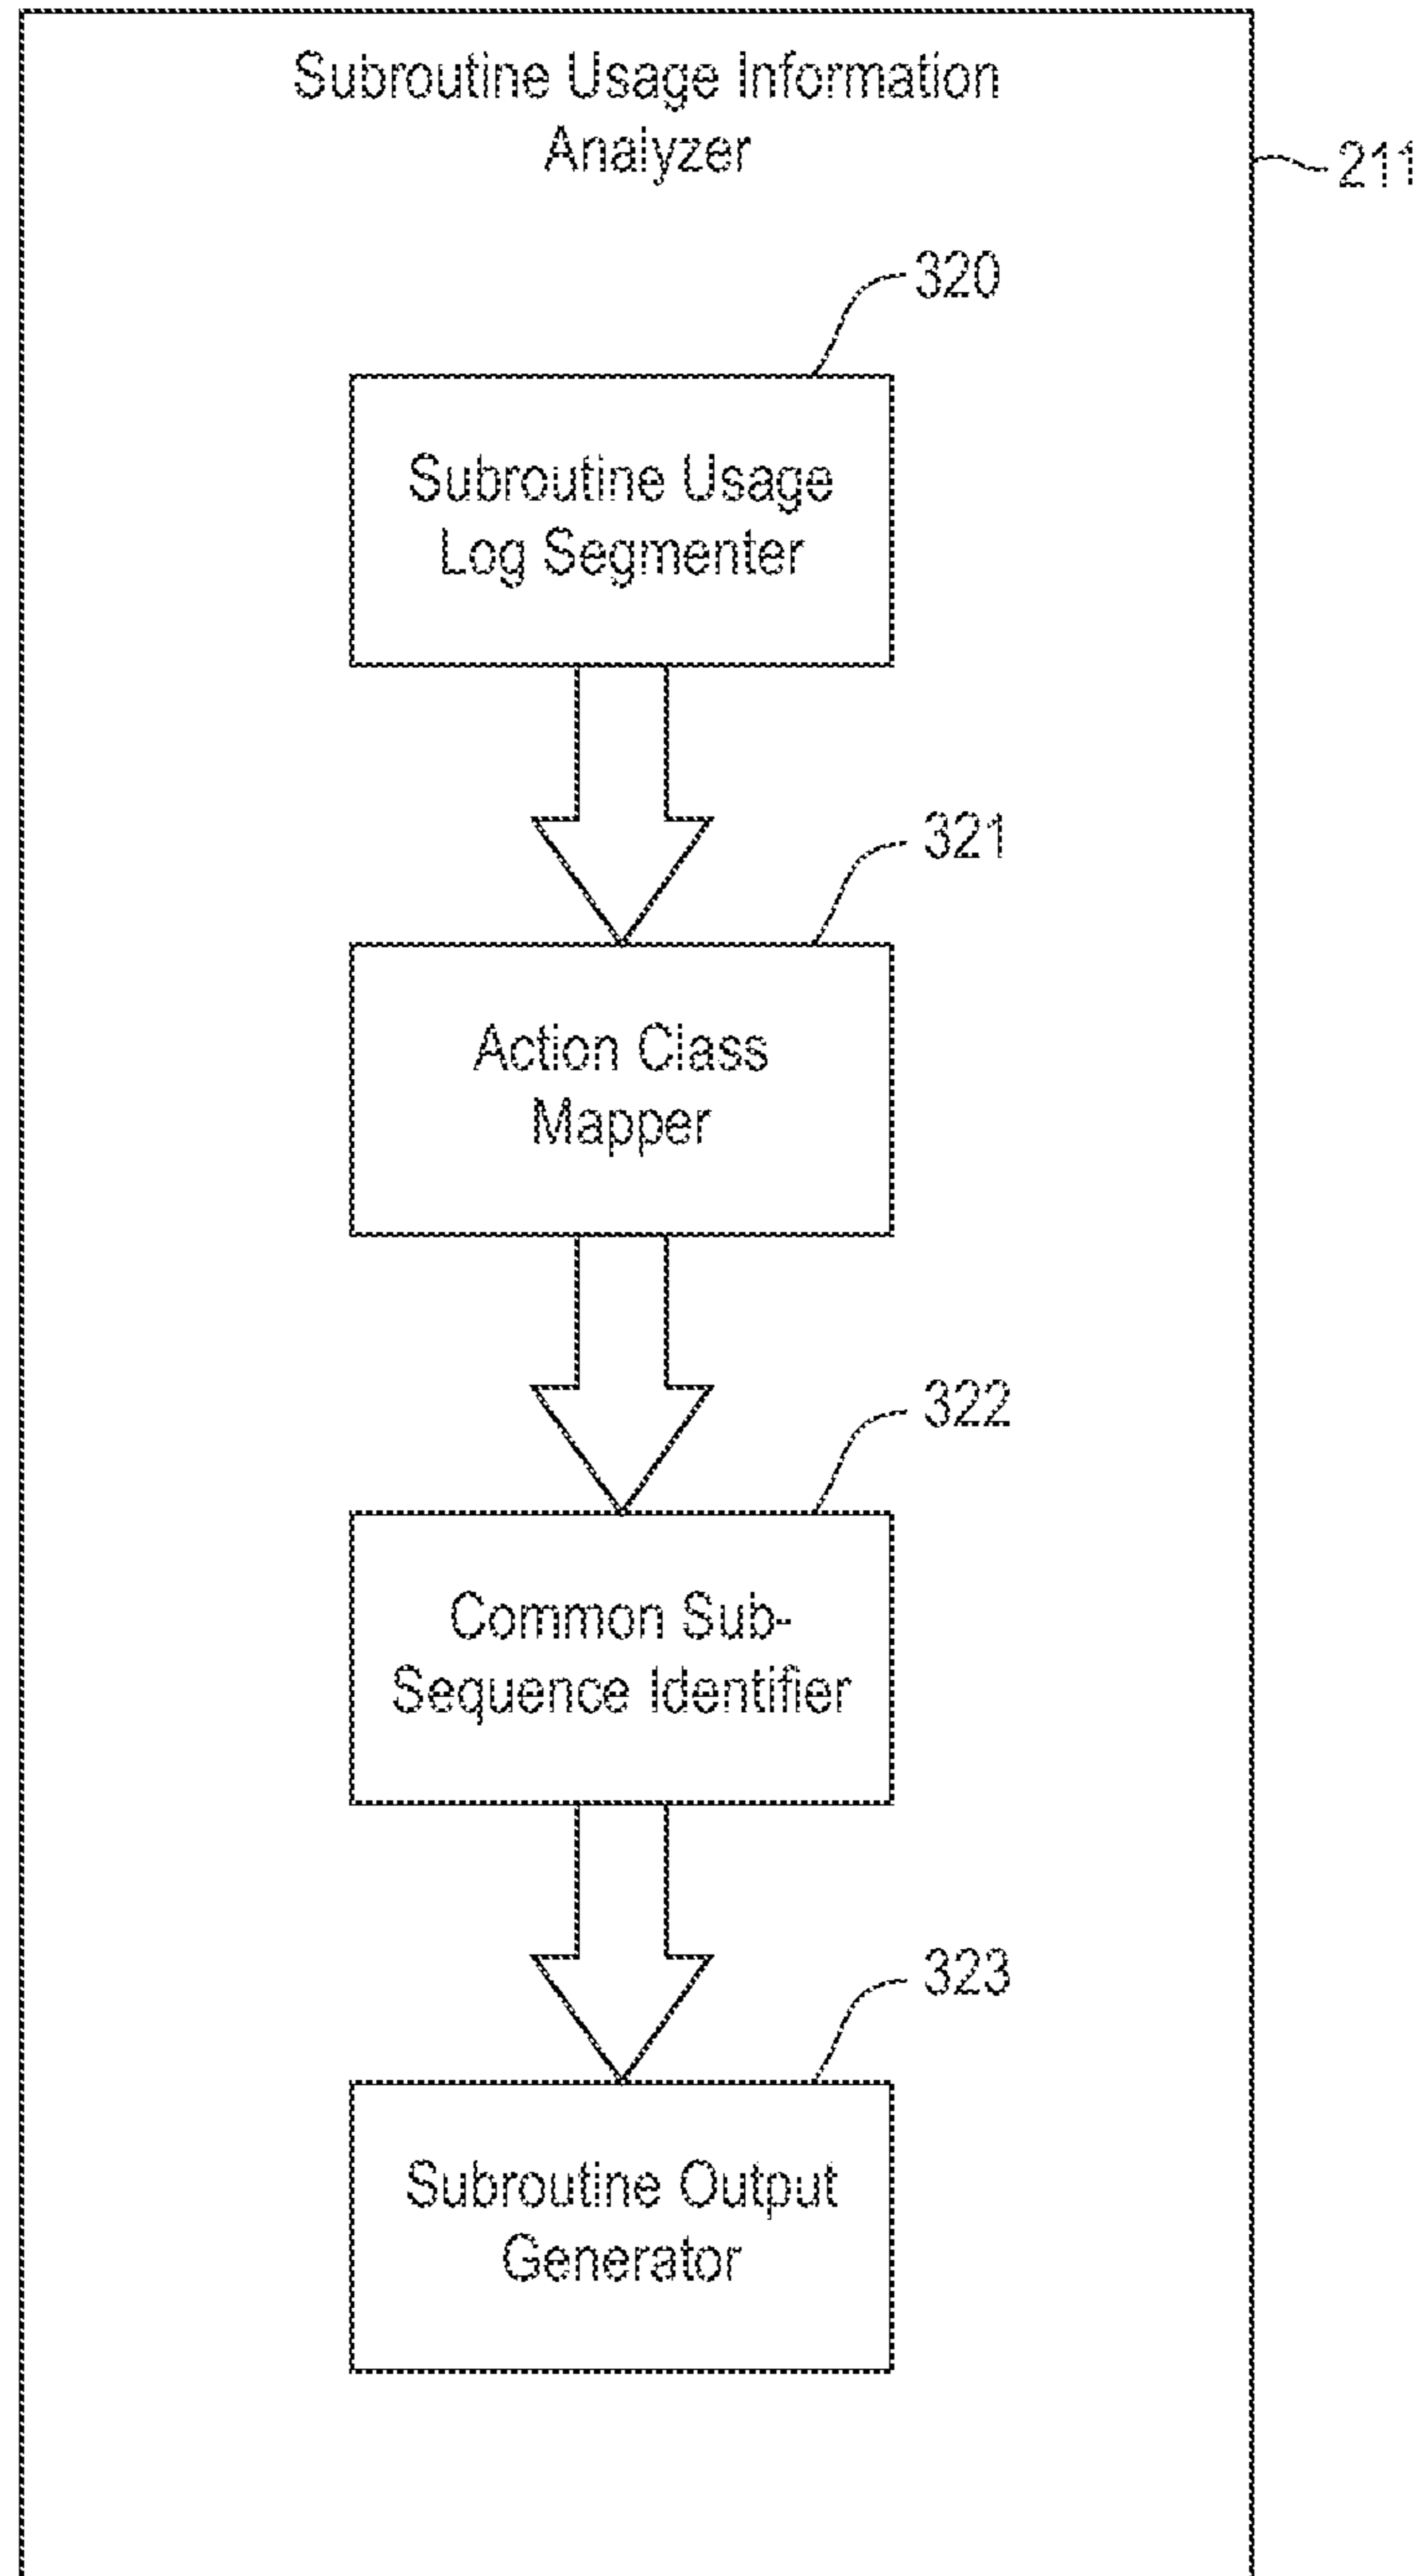 Subroutine Usage Information
Analyzer
211
320
Subroutine Usage
Log Segmenter
321
Action Class
Mapper
322
Common Sub-
Sequence Identifier
323
Subroutine Output
Generator